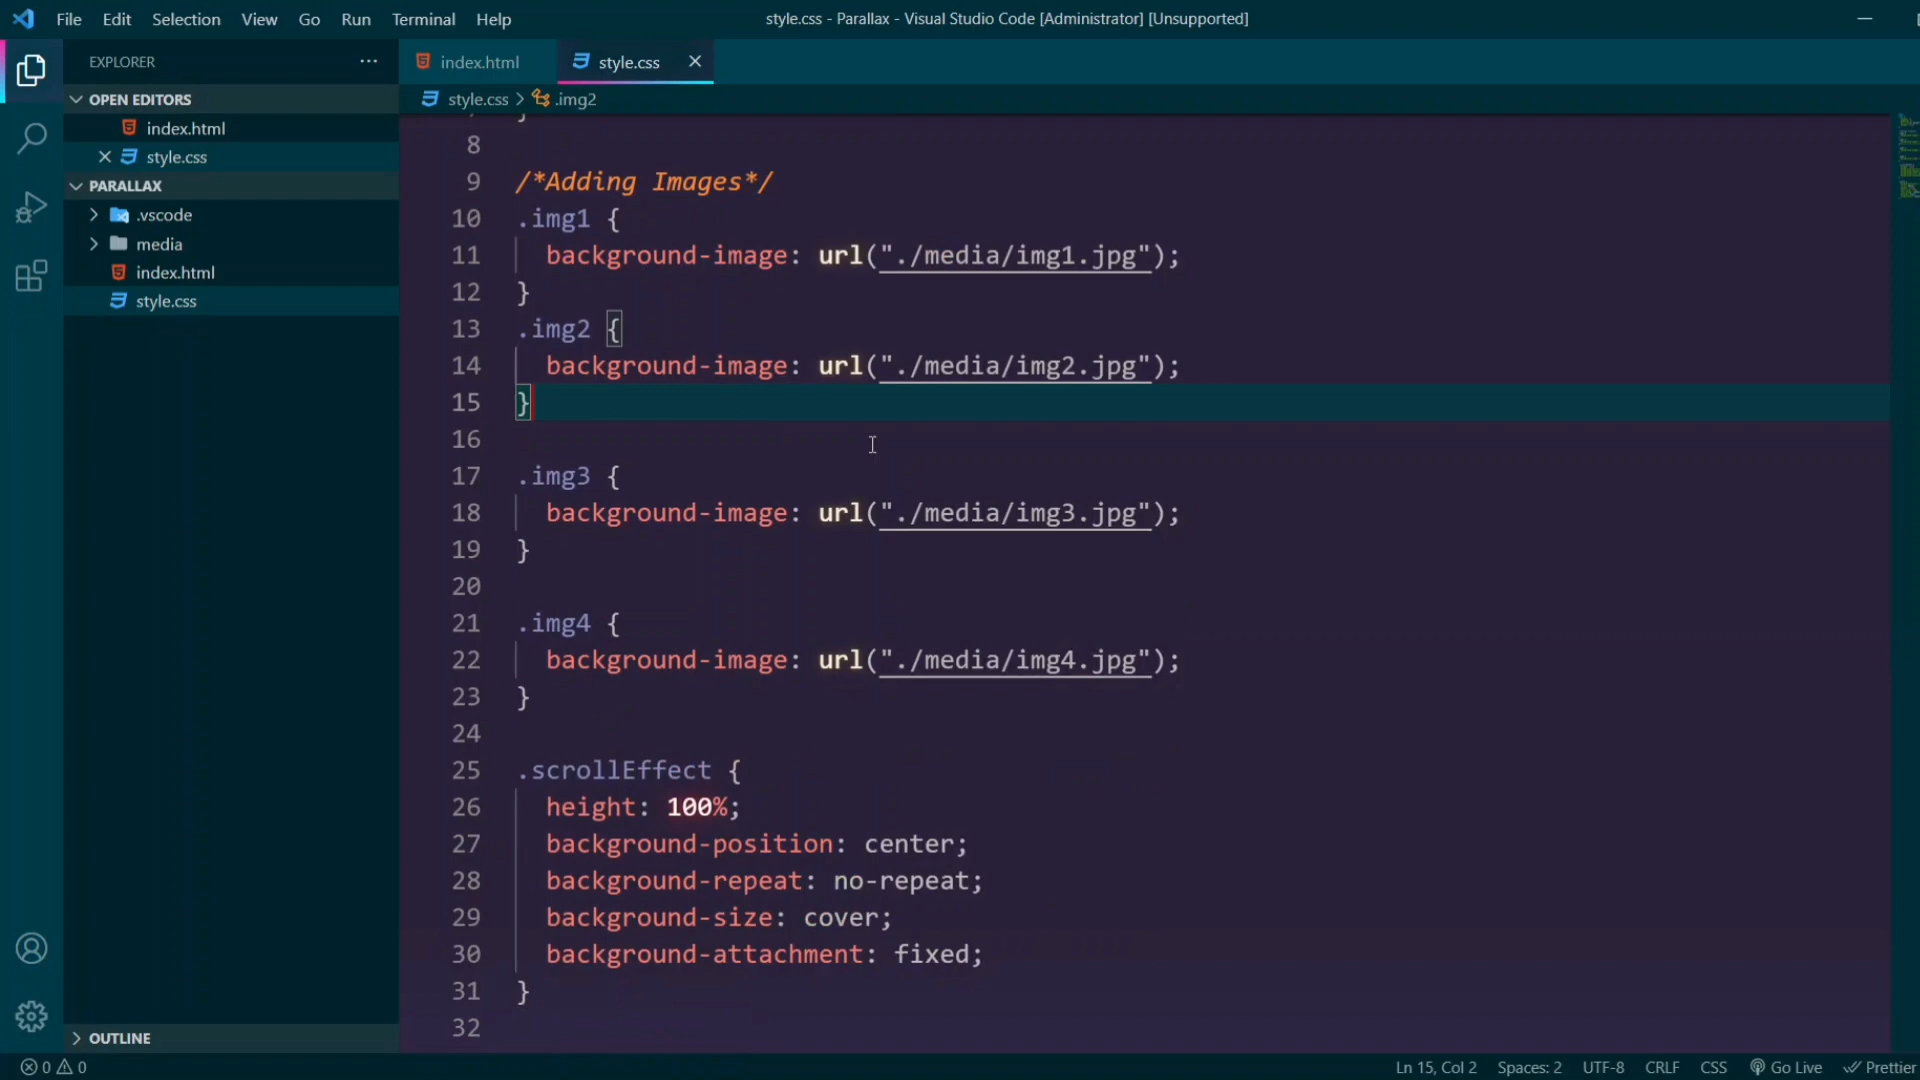 File Edit Selection View Go Run Terminal Help
style.css - Parallax - Visual Studio Code [Administrator] [Unsupported]
EXPLORER
OPEN EDITORS
index.html
style.css
PARALLAX
.vscode
media
index.html
style.css
OUTLINE
index.html
style.css
style.css > .img2
8
9 /*Adding Images*/
10 .img1 {
11 background-image: url("./media/img1.jpg");
12 }
13 .img2 {
14 background-image: url("./media/img2.jpg");
15 }
16
17 .img3 {
18 background-image: url("./media/img3.jpg");
19 }
20
21 .img4 {
22 background-image: url("./media/img4.jpg");
23 }
24
25 .scrollEffect {
26 height: 100%;
27 background-position: center;
28 background-repeat: no-repeat;
29 background-size: cover;
30 background-attachment: fixed;
31 }
32
0 0
Ln 15, Col 2 Spaces: 2 UTF-8 CRLF CSS Go Live Prettier